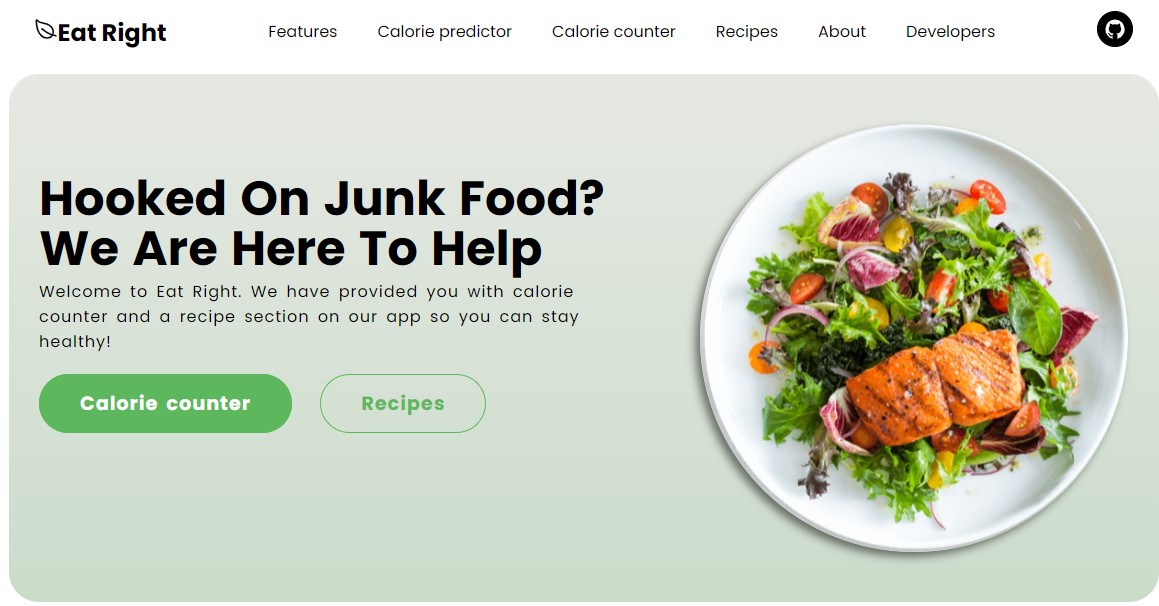 Eat Right
Features
Calorie predictor
Calorie counter
Recipes
About
Developers
Hooked On Junk Food?
We Are Here To Help
Welcome to Eat Right. We have provided you with calorie
counter and a recipe section on our app so you can stay
healthy!
Calorie counter
Recipes